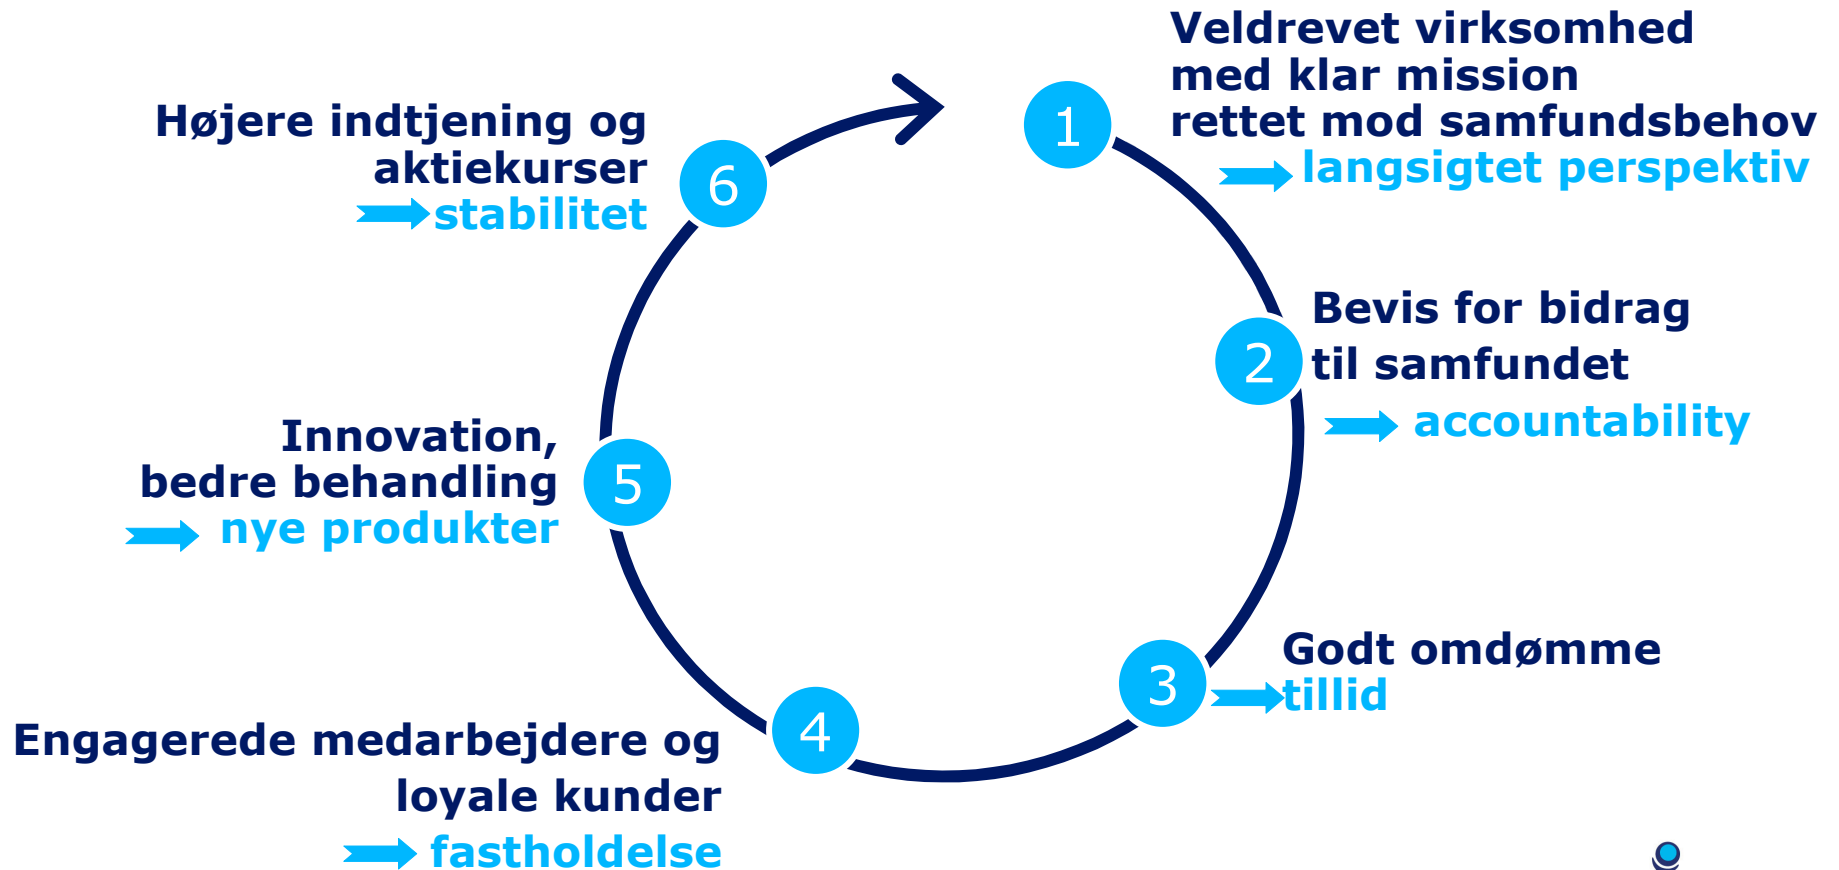 1
Veldrevet virksomhed
med klar mission
rettet mod samfundsbehov
langsigtet perspektiv
2
Bevis for bidrag
til samfundet
accountability
3
Godt omdømme
tillid
4
Engagerede medarbejdere og
loyale kunder
fastholdelse
5
Innovation,
bedre behandling
nye produkter
6
Højere indtjening og
aktiekurser
stabilitet